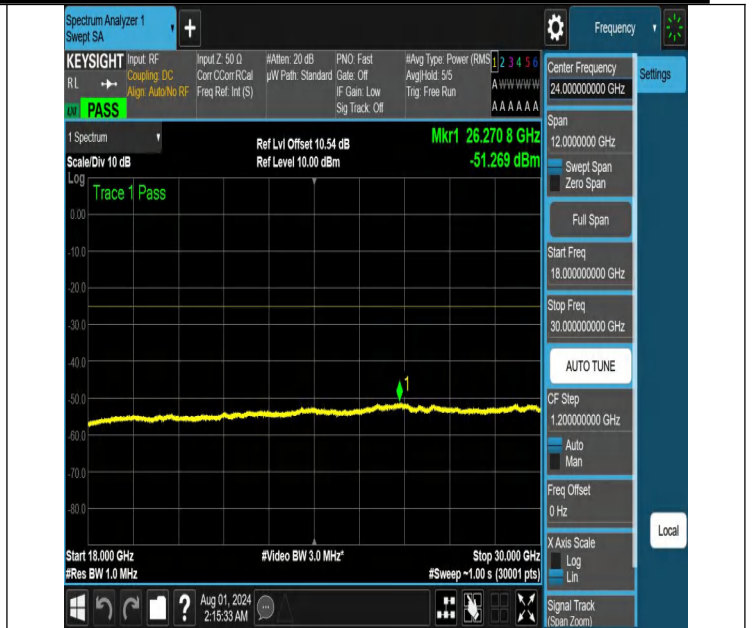 Spectrum Analyzer 1
Swept SA
+
Frequency
KEYSIGHT Input: RF Input Z: 50 Ω #Atten: 20 dB PNO: Fast #Avg Type: Power (RMS 1 2 3 4 5 6
RL Coupling: DC Corr CCorr RCal µW Path: Standard Gate: Off Avg|Hold: 5/5 A W W W W W
Align: Auto/No RF Freq Ref: Int (S) IF Gain: Low Trig: Free Run
Sig Track: Off A A A A A A
PASS
1 Spectrum
Ref Lvl Offset 10.54 dB
Mkr1 26.270 8 GHz
Scale/Div 10 dB
Ref Level 10.00 dBm
-51.269 dBm
Log
Trace 1 Pass
0.00
-10.0
-20.0
-30.0
-40.0
1
-50.0
-60.0
-70.0
-80.0
Start 18.000 GHz
#Video BW 3.0 MHz*
Stop 30.000 GHz
#Res BW 1.0 MHz
#Sweep ~1.00 s (30001 pts)
Center Frequency
24.000000000 GHz
Settings
Span
12.0000000 GHz
Swept Span
Zero Span
Full Span
Start Freq
18.000000000 GHz
Stop Freq
30.000000000 GHz
AUTO TUNE
CF Step
1.200000000 GHz
Auto
Man
Freq Offset
0 Hz
Local
X Axis Scale
Log
Lin
Signal Track
(Span Zoom)
?
Aug 01, 2024
2:15:33 AM